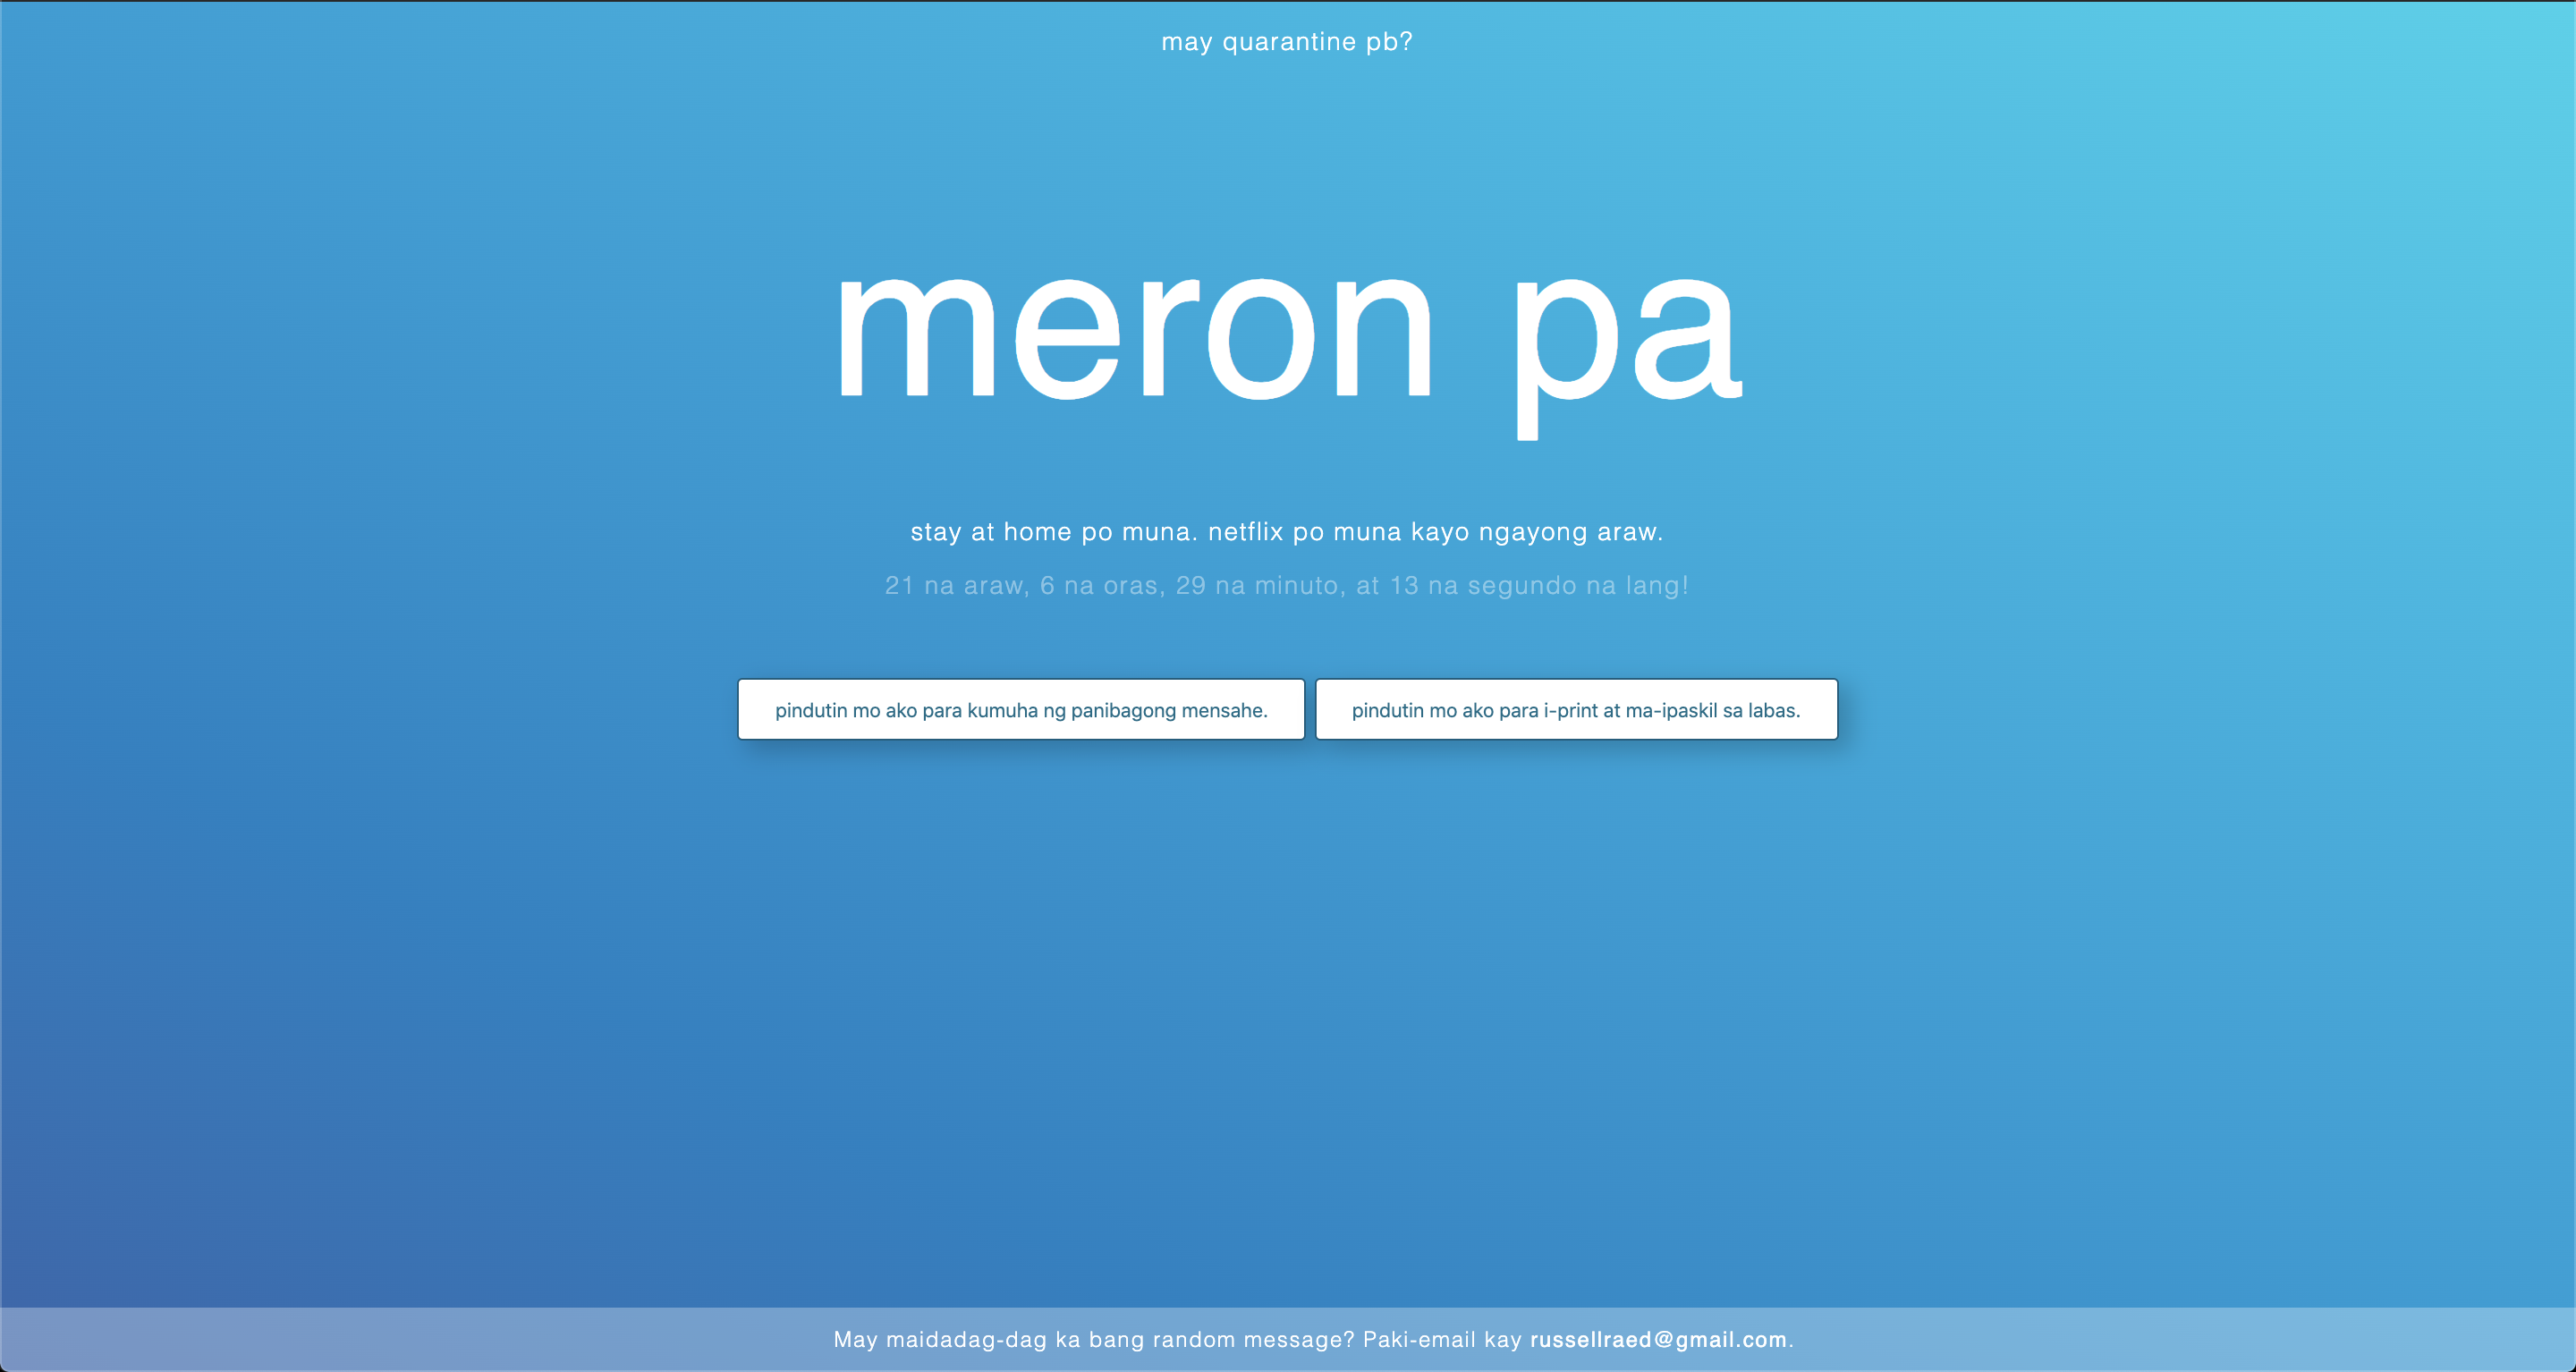 may quarantine pb?
meron pa
stay at home po muna. netflix po muna kayo ngayong araw.
21 na araw, 6 na oras, 29 na minuto, at 13 na segundo na lang!
pindutin mo ako para kumuha ng panibagong mensahe.
pindutin mo ako para i-print at ma-ipaskil sa labas.
May maidadag-dag ka bang random message? Paki-email kay russellraed@gmail.com.